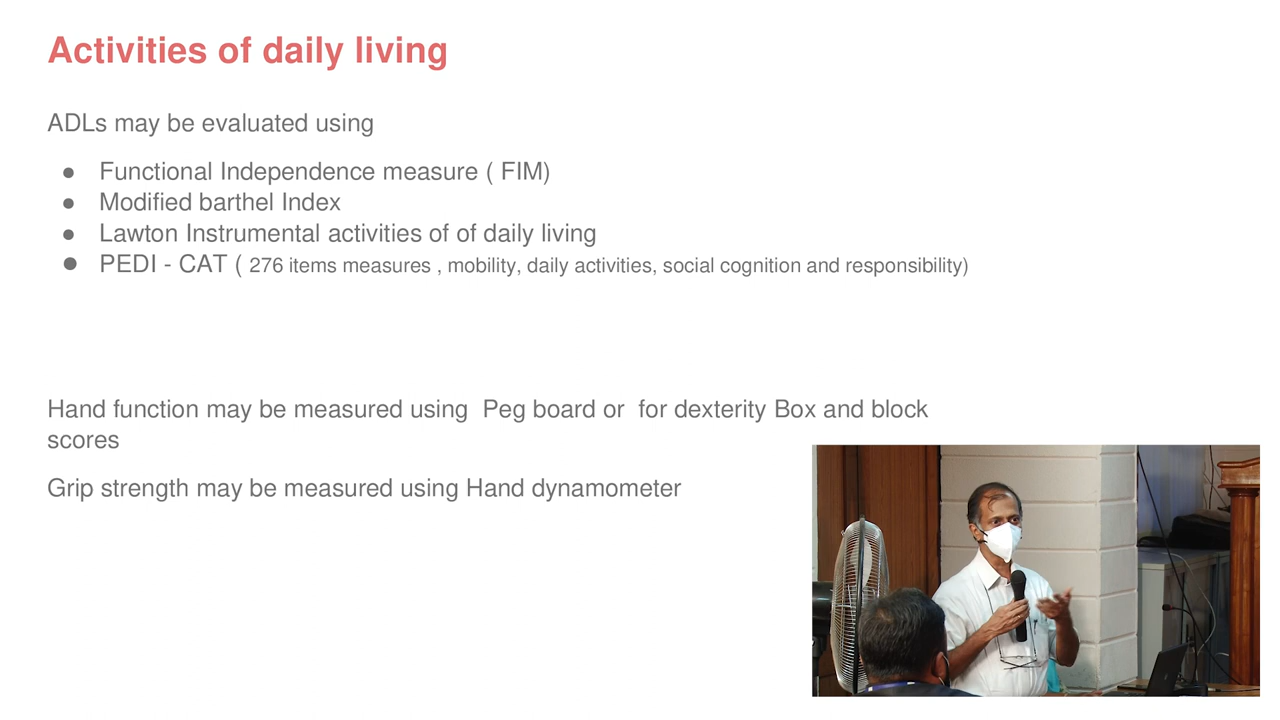 Activities of daily living
ADLs may be evaluated using
● Functional Independence measure ( FIM)
● Modified barthel Index
● Lawton Instrumental activities of of daily living
● PEDI - CAT ( 276 items measures , mobility, daily activities, social cognition and responsibility)
Hand function may be measured using Peg board or for dexterity Box and block
scores
Grip strength may be measured using Hand dynamometer